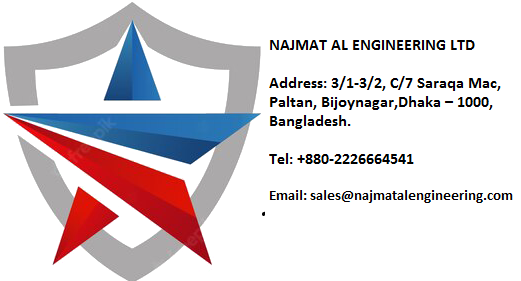 NAJMAT AL ENGINEERING LTD
Address: 3/1-3/2, C/7 Saraqa Mac,
Paltan, Bijoynagar,Dhaka – 1000,
Bangladesh.
Tel: +880-2226664541
Email: sales@najmatalengineering.com